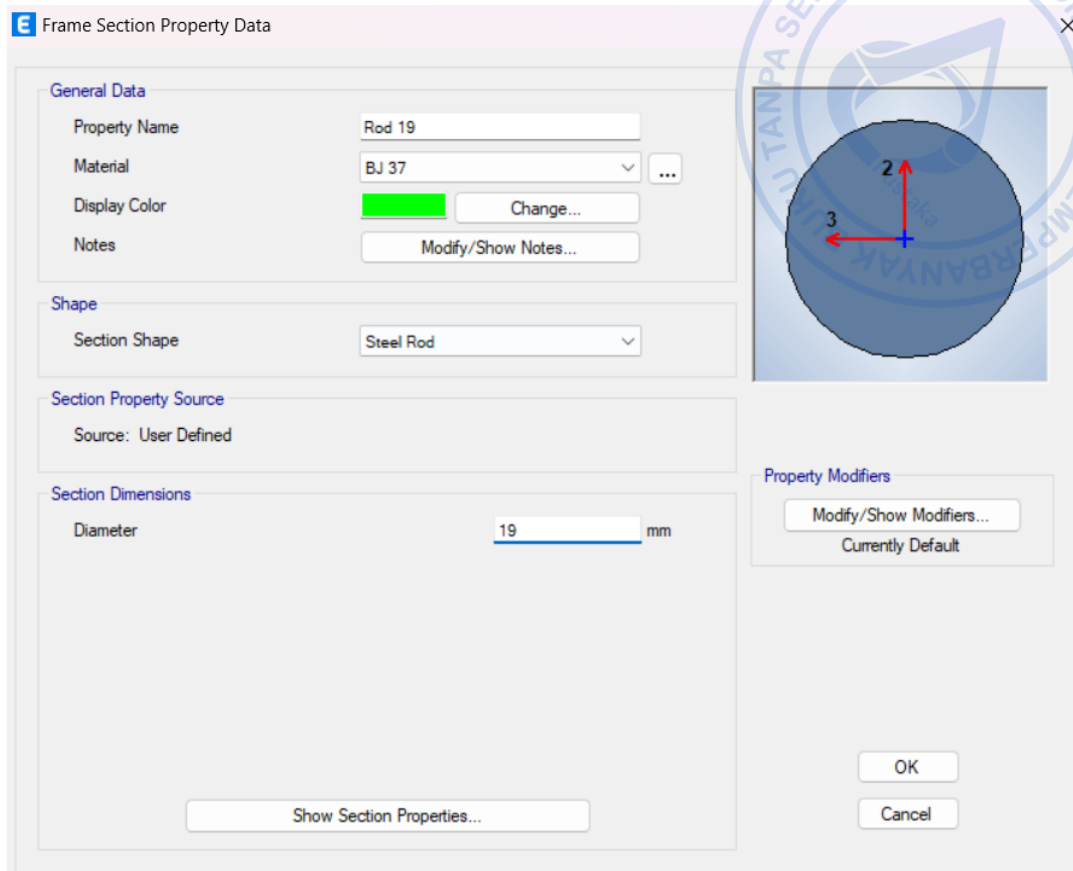 Frame Section Property Data
General Data
Property Name Rod 19
Material BJ 37 ...
Display Color Change...
Notes Modify/Show Notes...
Shape
Section Shape Steel Rod
Section Property Source
Source: User Defined
Section Dimensions
Diameter 19 mm
Show Section Properties...
2
3
Property Modifiers
Modify/Show Modifiers...
Currently Default
OK
Cancel
TANPA